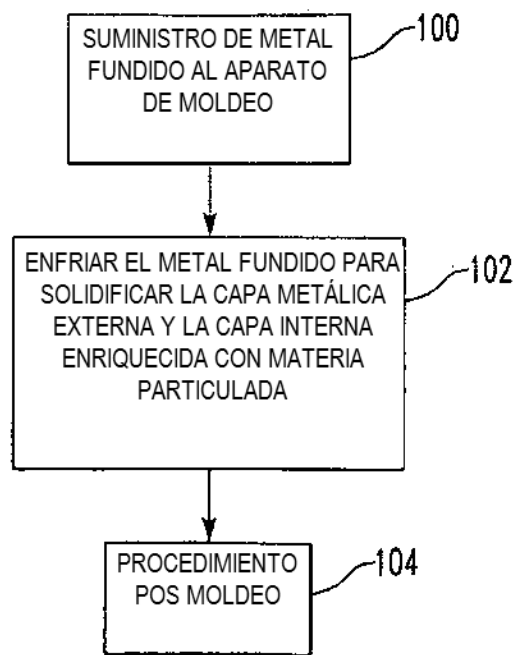 SUMINISTRO DE METAL
FUNDIDO AL APARATO
DE MOLDEO
100
ENFRIAR EL METAL FUNDIDO PARA
SOLIDIFICAR LA CAPA METÁLICA
EXTERNA Y LA CAPA INTERNA
ENRIQUECIDA CON MATERIA
PARTICULADA
102
PROCEDIMIENTO
POS MOLDEO
104